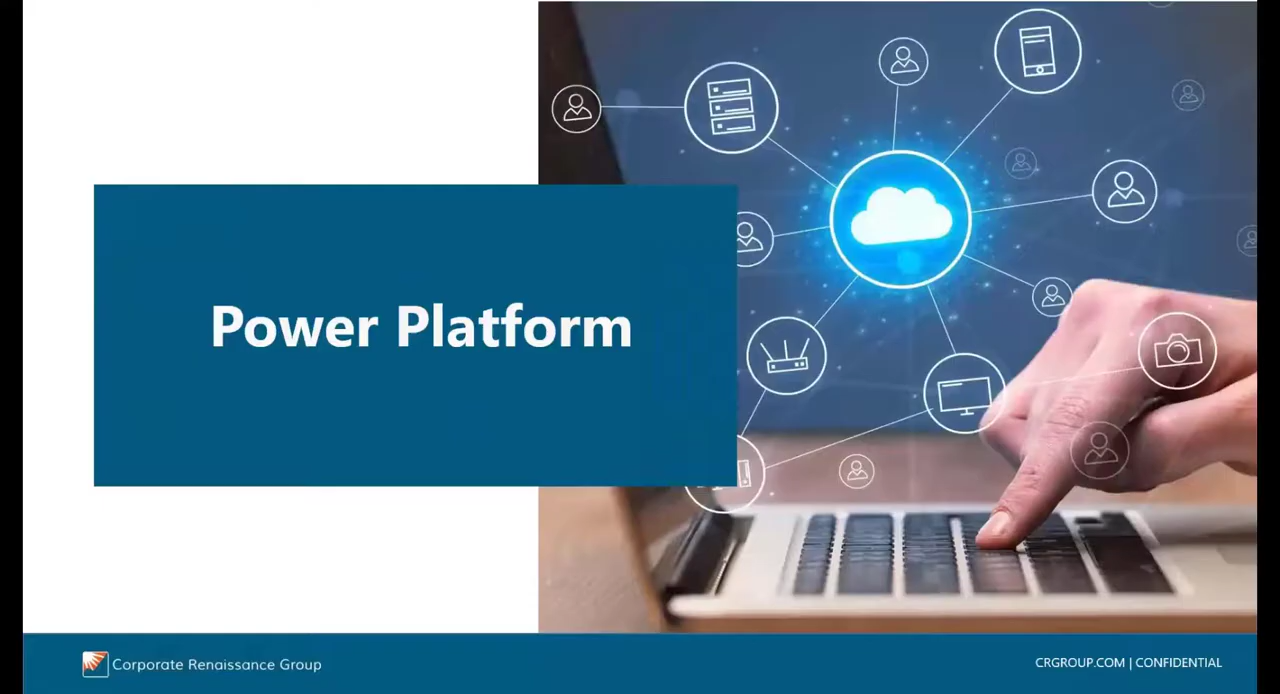 Power Platform
Corporate Renaissance Group
CRGROUP.COM | CONFIDENTIAL